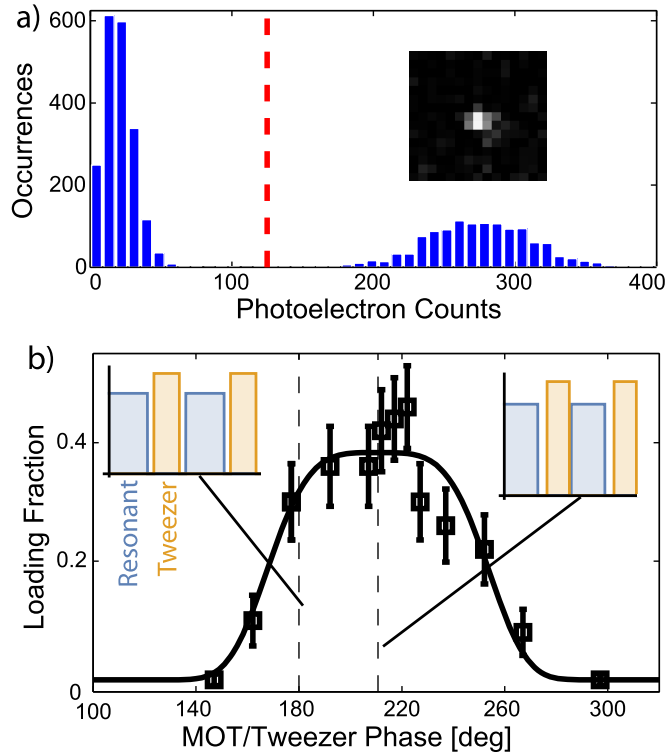 a)
600
400
200
0
Occurrences
0 100 200 300 400
Photoelectron Counts
b)
0.4
0.2
0
Loading Fraction
Resonant
Tweezer
100 140 180 220 260 300
MOT/Tweezer Phase [deg]